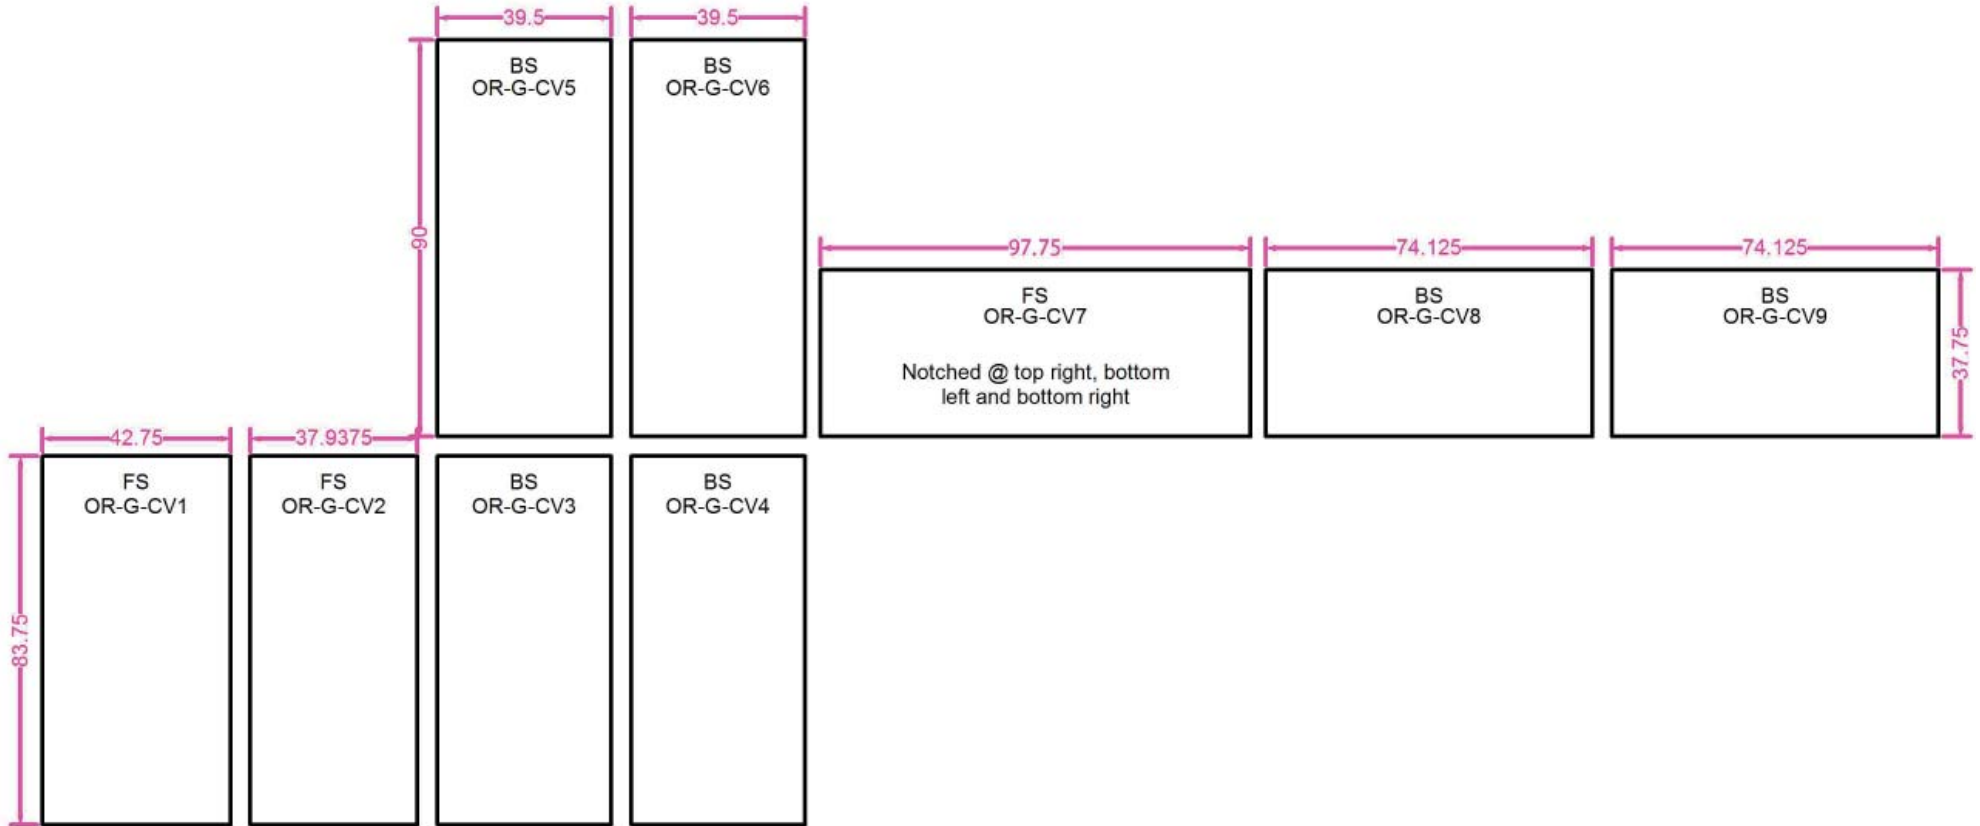 39.5
39.5
BS
OR-G-CV5
BS
OR-G-CV6
90
97.75
74.125
74.125
FS
OR-G-CV7
Notched @ top right, bottom
left and bottom right
BS
OR-G-CV8
BS
OR-G-CV9
37.75
42.75
37.9375
FS
OR-G-CV1
FS
OR-G-CV2
BS
OR-G-CV3
BS
OR-G-CV4
83.75